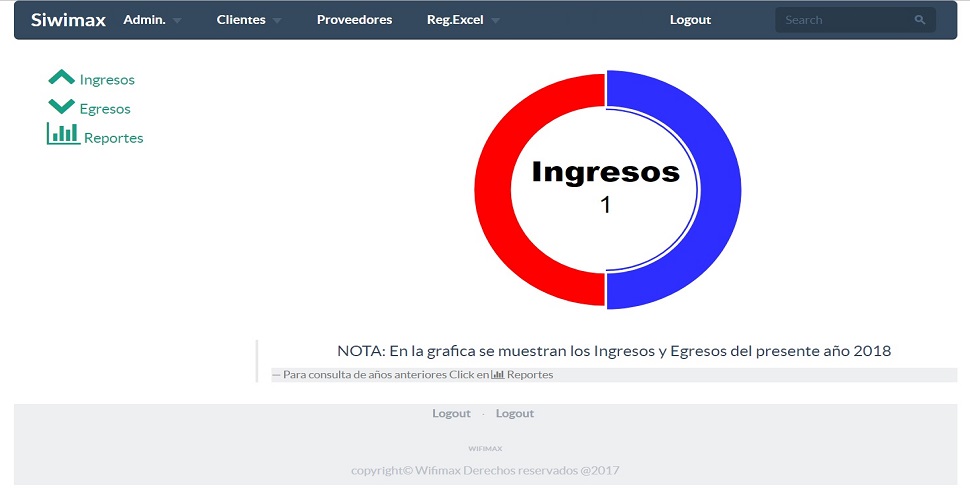 Siwimax Admin. Clientes Proveedores Reg.Excel Logout Search
Ingresos
Egresos
Reportes
Ingresos
1
NOTA: En la grafica se muestran los Ingresos y Egresos del presente año 2018
— Para consulta de años anteriores Click en Reportes
Logout · Logout
WIFIMAX
copyright© Wifimax Derechos reservados @2017